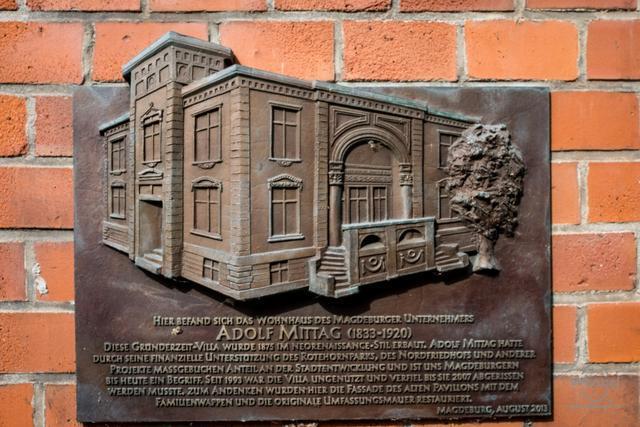 Hier befand sich das Wohnhaus des Magdeburger Unternehmers
Adolf Mittag (1833-1920)
Diese Gründerzeit-Villa wurde 1875 im Neorenaissance-Stil erbaut. Adolf Mittag hatte
durch seine finanzielle Unterstützung des Rotehornparks, des Nordfriedhofs und anderer
Projekte massgebuchen Anteil an der Stadtentwicklung und ist uns Magdeburgern
bis heute ein Begriff. Seit 1993 war die Villa ungenutzt und verfiel bis sie 2007 abgerissen
werden musste. Zum Andenken wurden hier die Fassade des alten Pavillons mit dem
Familienwappen und die originale Umfassungsmauer restauriert.
Magdeburg, August 2013